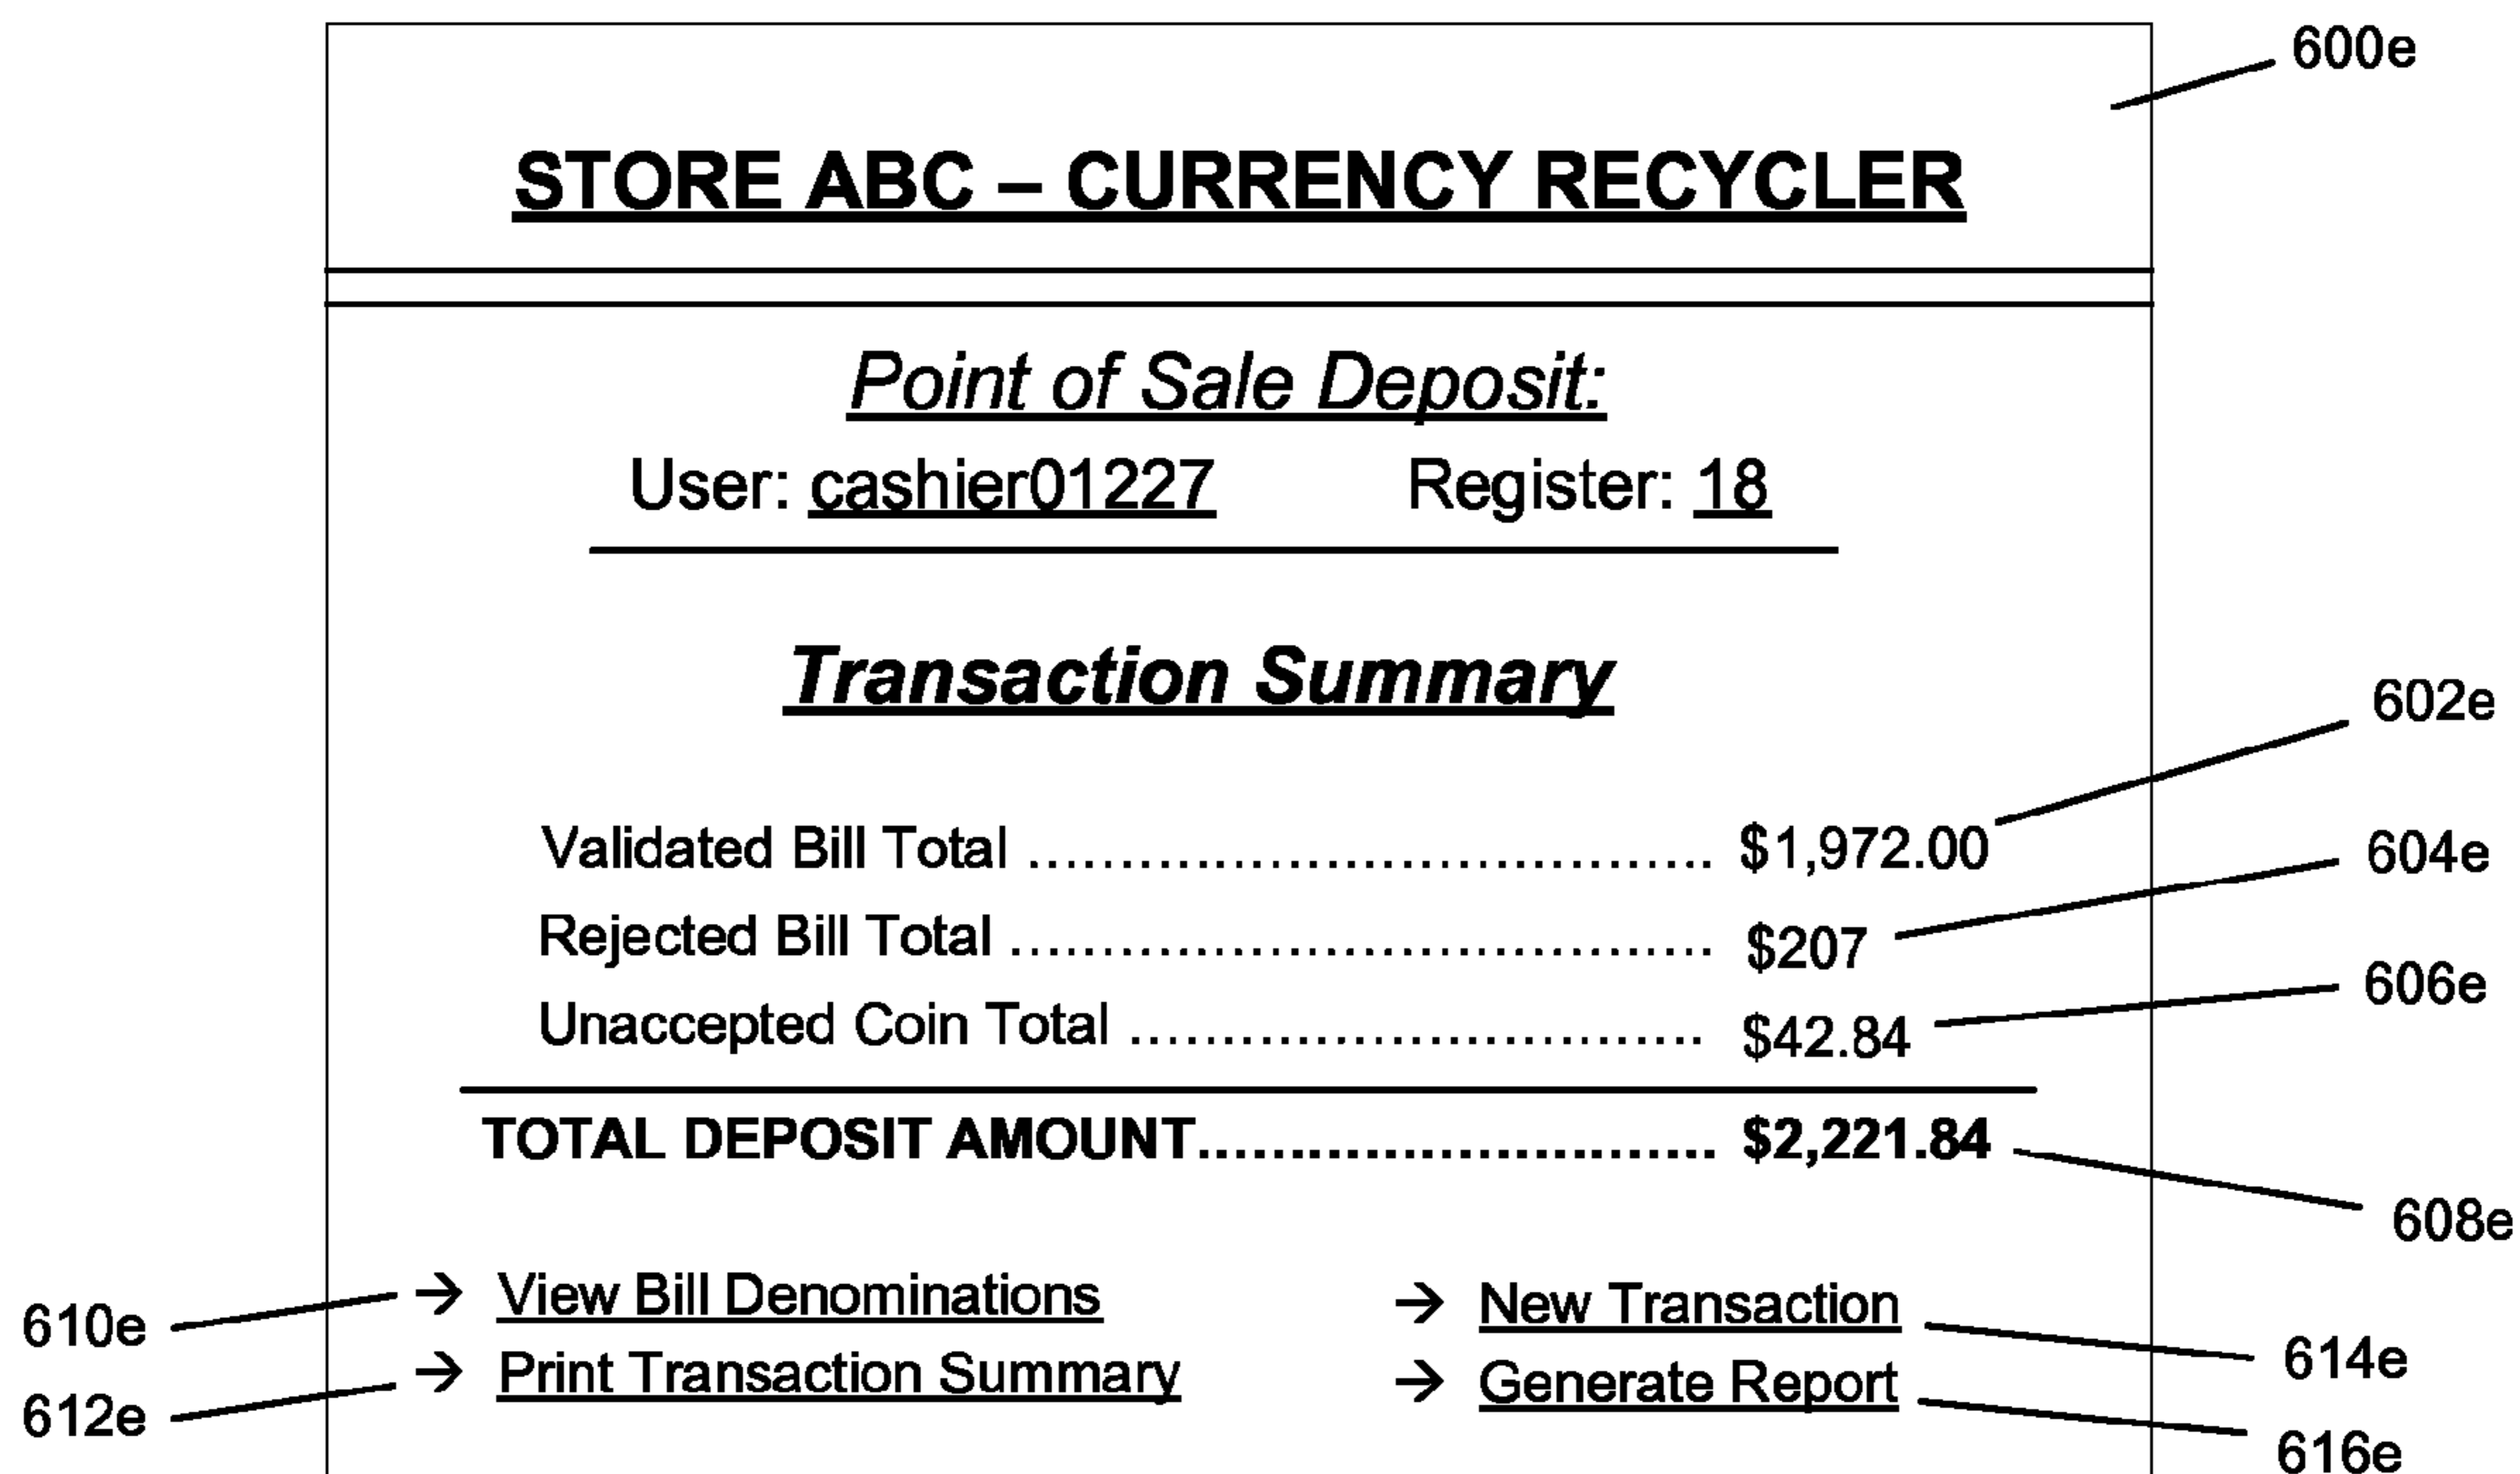 600e
STORE ABC – CURRENCY RECYCLER
Point of Sale Deposit:
User: cashier01227 Register: 18
Transaction Summary
602e
Validated Bill Total ..................................... $1,972.00
604e
Rejected Bill Total ...................................... $207
606e
Unaccepted Coin Total ............................... $42.84
TOTAL DEPOSIT AMOUNT............................ $2,221.84
608e
610e → View Bill Denominations → New Transaction 614e
612e → Print Transaction Summary → Generate Report 616e